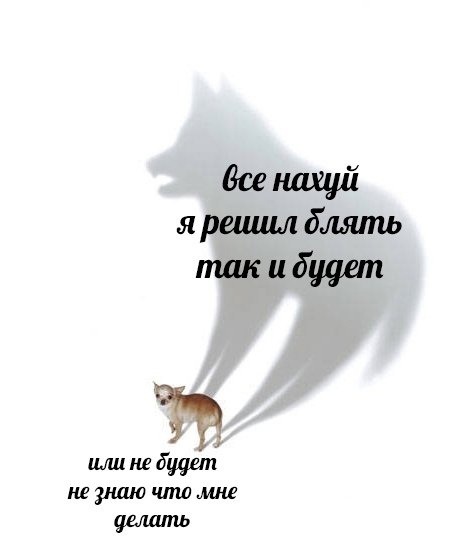 все нахуй
я решил блять
так и будет
или не будет
не знаю что мне
делать